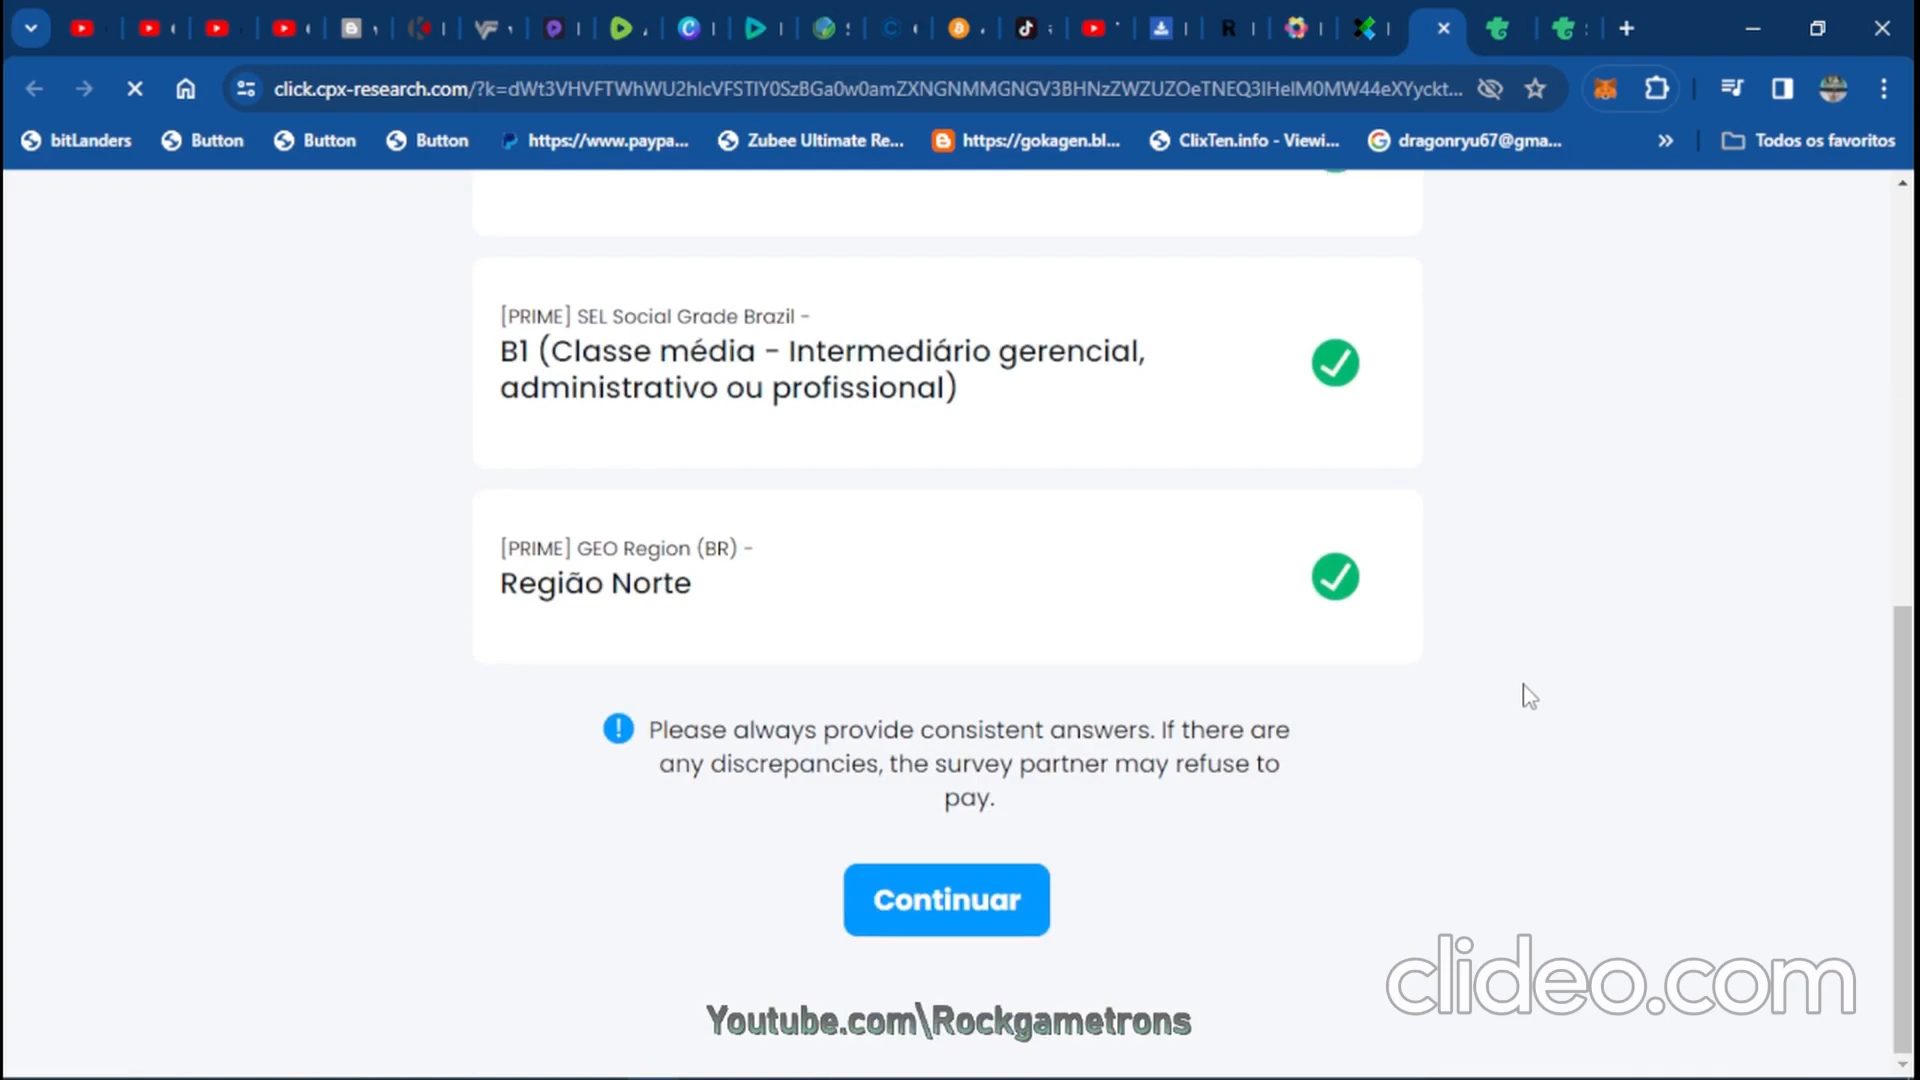 click.cpx-research.com/?k=dWt3VHVFTWhWU2hlcVFSTlY0SzBGa0w0amZXNGNMMGNGV3BHNzZWZUZOeTNEQ3lHelM0MW44eXYyckt...
bitLanders Button Button Button https://www.paypa... Zubee Ultimate Re... https://gokagen.bl... ClixTen.info - Viewi... dragonryu67@gma... » Todos os favoritos
[PRIME] SEL Social Grade Brazil -
B1 (Classe média - Intermediário gerencial,
administrativo ou profissional)
[PRIME] GEO Region (BR) -
Região Norte
Please always provide consistent answers. If there are
any discrepancies, the survey partner may refuse to
pay.
Continuar
clideo.com
Youtube.com\Rockgametrons